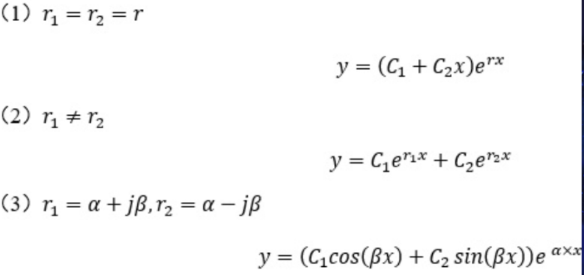 (1) r₁ = r₂ = r
y = (C₁ + C₂x)eʳˣ
(2) r₁ ≠ r₂
y = C₁e^{r₁x} + C₂e^{r₂x}
(3) r₁ = α + jβ, r₂ = α − jβ
y = (C₁cos(βx) + C₂ sin(βx))e^{α×x}